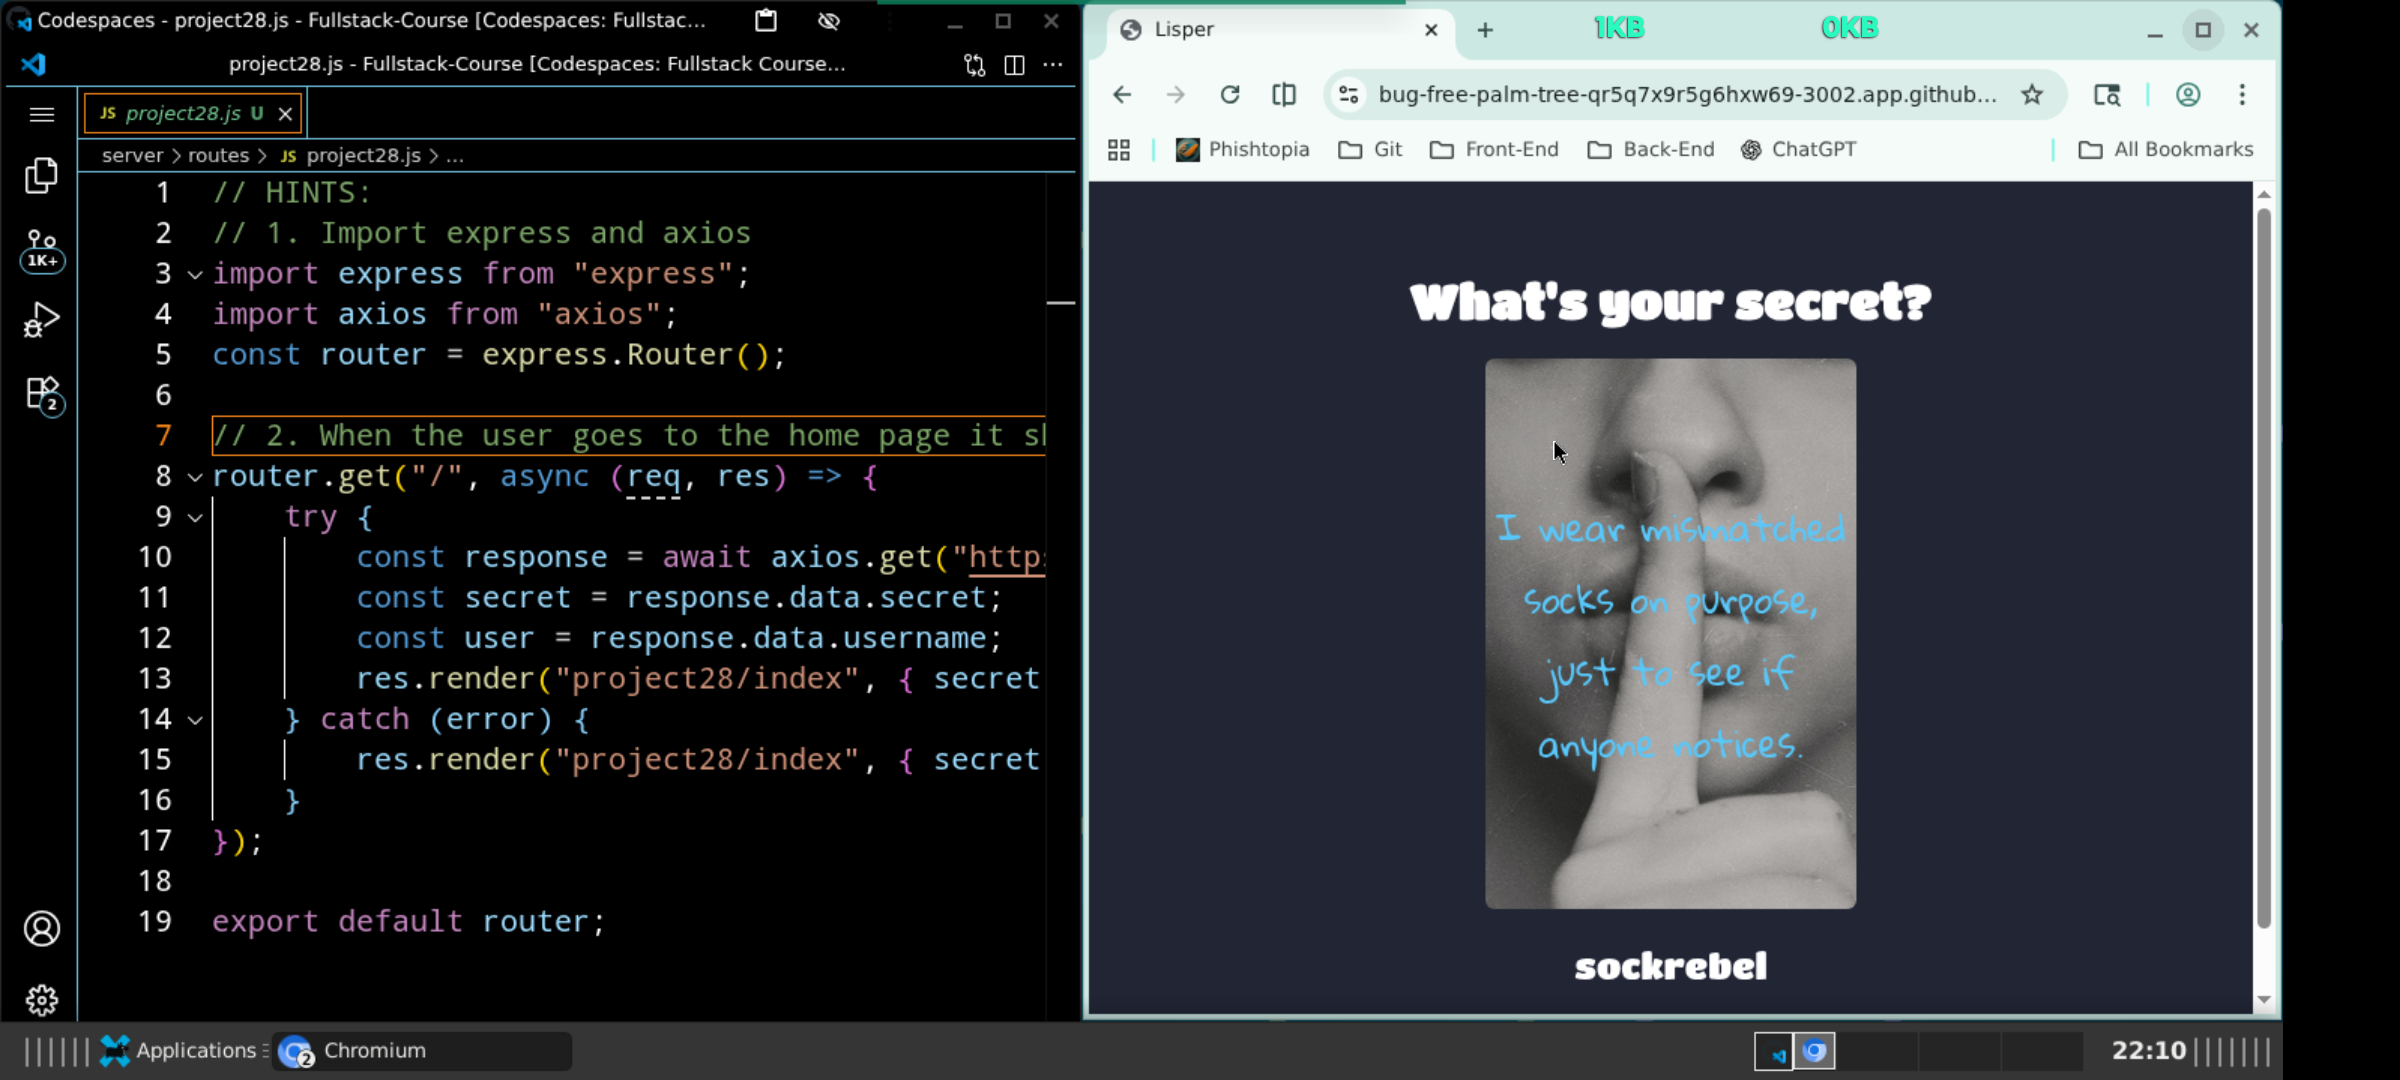 Codespaces - project28.js - Fullstack-Course [Codespaces: Fullstac...
project28.js - Fullstack-Course [Codespaces: Fullstack Course...
JS project28.js U
server > routes > JS project28.js > ...
1K+
2
1 // HINTS:
2 // 1. Import express and axios
3 import express from "express";
4 import axios from "axios";
5 const router = express.Router();
6
7 // 2. When the user goes to the home page it
8 router.get("/", async (req, res) => {
9 try {
10 const response = await axios.get("http
11 const secret = response.data.secret;
12 const user = response.data.username;
13 res.render("project28/index", { secret
14 } catch (error) {
15 res.render("project28/index", { secret
16 }
17 });
18
19 export default router;
Lisper
1KB
0KB
bug-free-palm-tree-qr5q7x9r5g6hxw69-3002.app.github...
Phishtopia
Git
Front-End
Back-End
ChatGPT
All Bookmarks
What's your secret?
I wear mismatched
socks on purpose,
just to see if
anyone notices.
sockrebel
Applications
2
Chromium
22:10